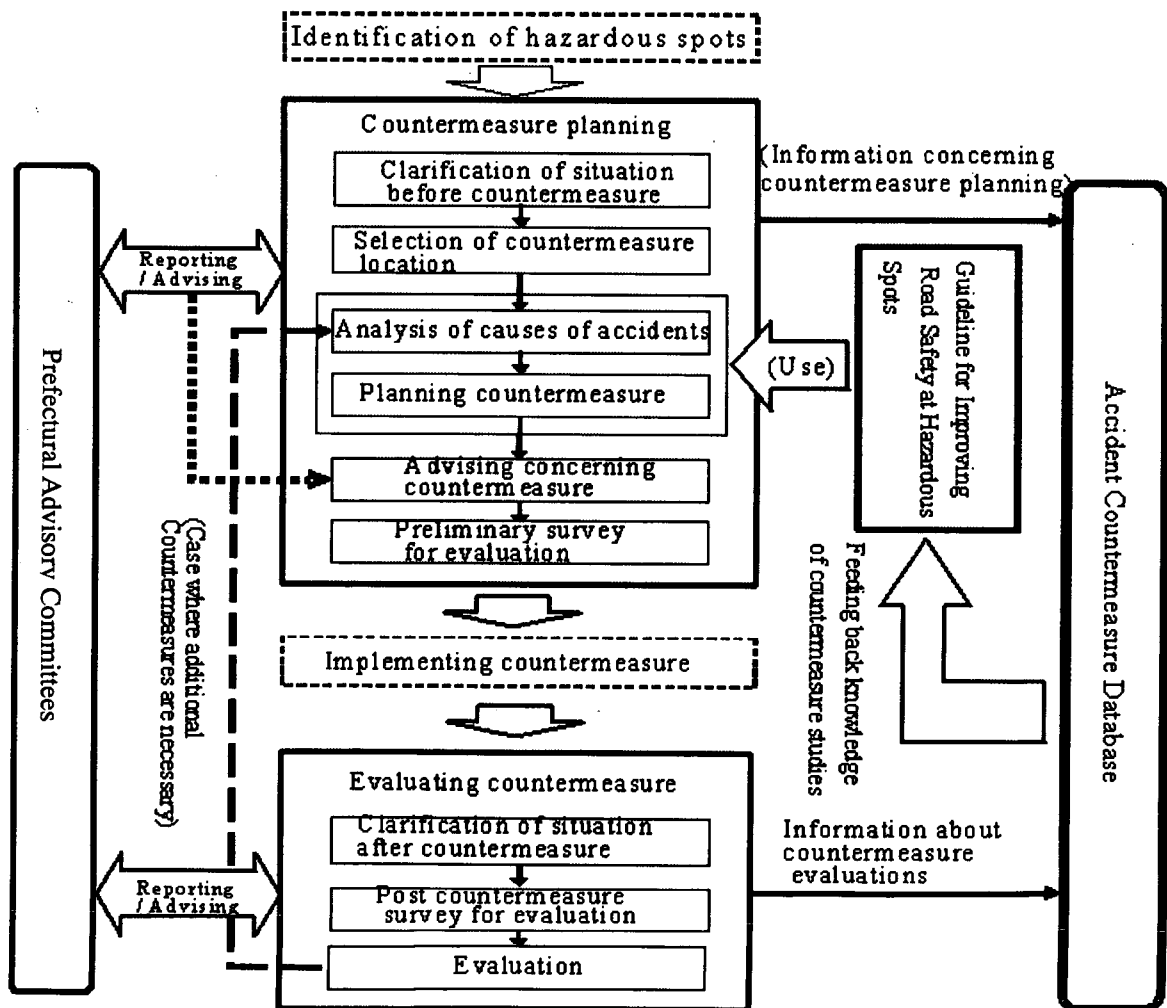 Identification of hazardous spots
Countermeasure planning
Clarification of situation
before countermeasure
Selection of countermeasure
location
Analysis of causes of accidents
Planning countermeasure
Advising concerning
countermeasure
Preliminary survey
for evaluation
Implementing countermeasure
Evaluating countermeasure
Clarification of situation
after countermeasure
Post countermeasure
survey for evaluation
Evaluation
Prefectural Advisory Committees
Reporting
/ Advising
(Case where additional
Countermeasures are necessary)
Reporting
/ Advising
(Information concerning
countermeasure planning)
(Use)
Guideline for Improving
Road Safety at Hazardous
Spots
Feeding back knowledge
of countermeasure studies
Information about
countermeasure
evaluations
Accident Countermeasure Database